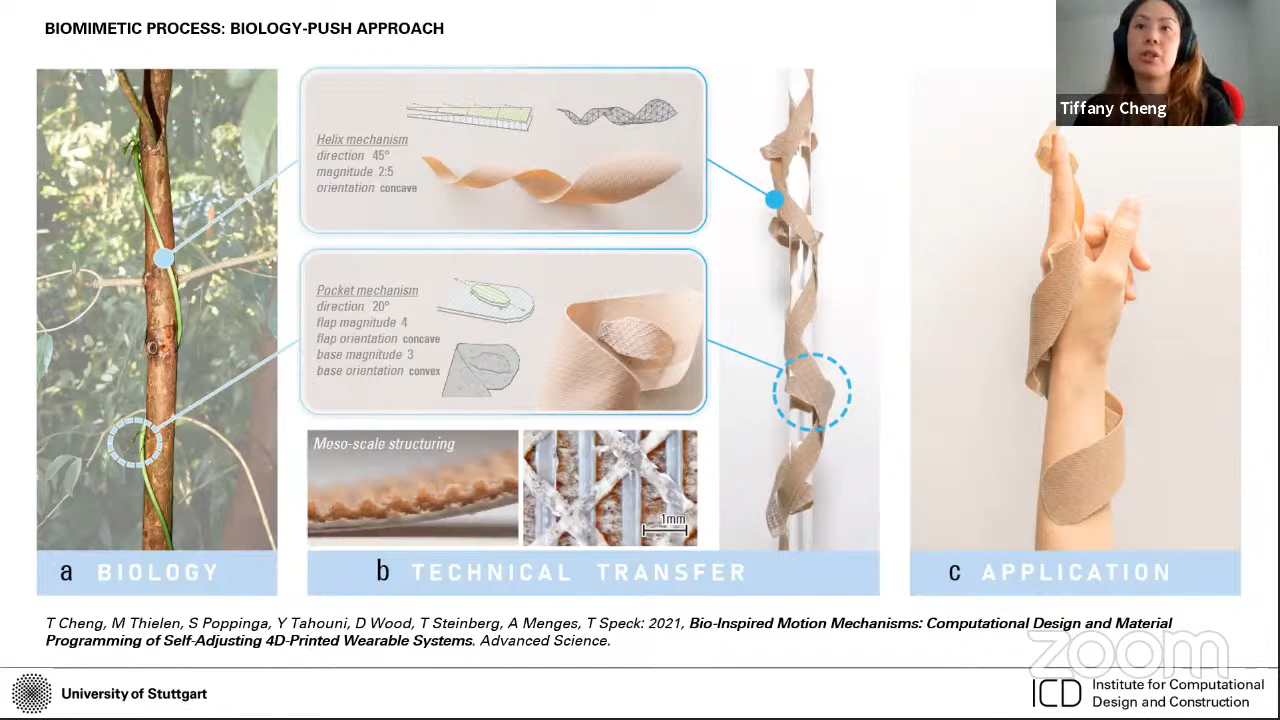 BIOMIMETIC PROCESS: BIOLOGY-PUSH APPROACH
Tiffany Cheng
Helix mechanism
direction 45°
magnitude 2:5
orientation concave
Pocket mechanism
direction 20°
flap magnitude 4
flap orientation concave
base magnitude 3
base orientation convex
Meso-scale structuring
1mm
a BIOLOGY
b TECHNICAL TRANSFER
c APPLICATION
T Cheng, M Thielen, S Poppinga, Y Tahouni, D Wood, T Steinberg, A Menges, T Speck: 2021, Bio-Inspired Motion Mechanisms: Computational Design and Material
Programming of Self-Adjusting 4D-Printed Wearable Systems. Advanced Science.
zoom
University of Stuttgart
ICD
Institute for Computational
Design and Construction